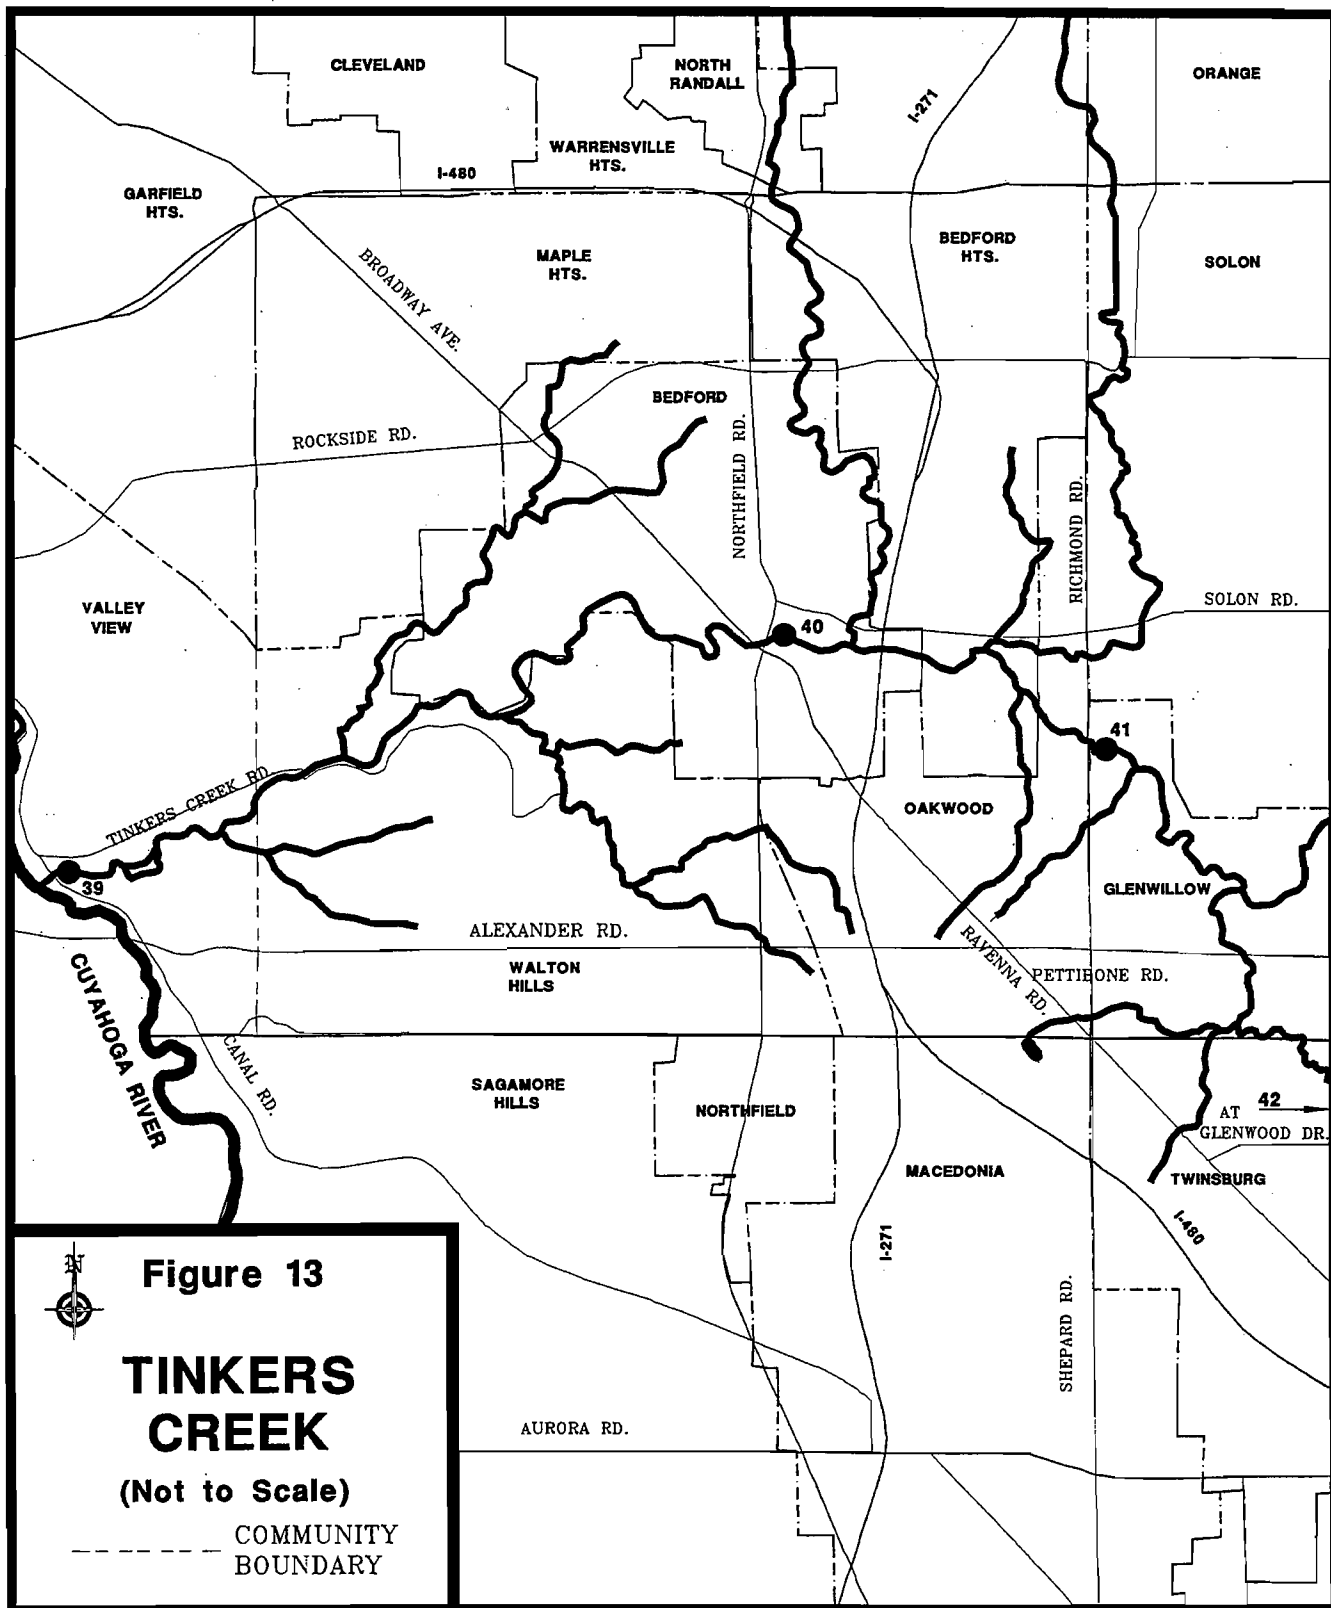 CLEVELAND
NORTH
RANDALL
I-271
ORANGE
WARRENSVILLE
HTS.
I-480
GARFIELD
HTS.
MAPLE
HTS.
BROADWAY AVE.
BEDFORD
HTS.
SOLON
BEDFORD
ROCKSIDE RD.
NORTHFIELD RD.
RICHMOND RD.
VALLEY
VIEW
SOLON RD.
40
41
TINKERS CREEK RD.
OAKWOOD
39
GLENWILLOW
ALEXANDER RD.
WALTON
HILLS
RAVENNA RD.
PETTIBONE RD.
CUYAHOGA RIVER
CANAL RD.
SAGAMORE
HILLS
NORTHFIELD
42
AT
GLENWOOD DR.
MACEDONIA
TWINSBURG
I-480
I-271
SHEPARD RD.
AURORA RD.
N
Figure 13
TINKERS
CREEK
(Not to Scale)
COMMUNITY
BOUNDARY